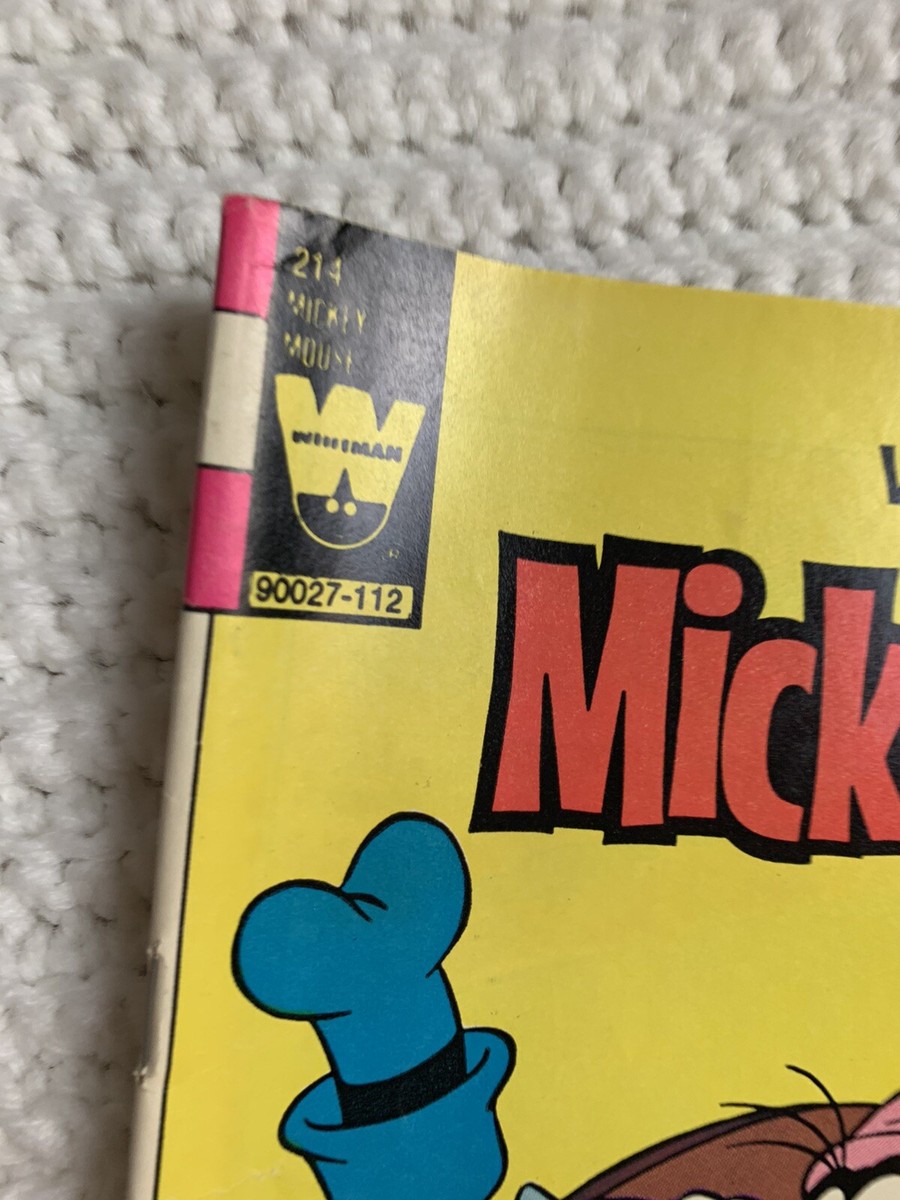 214
MICKEY
MOUSE
WHITMAN
90027-112
Mick